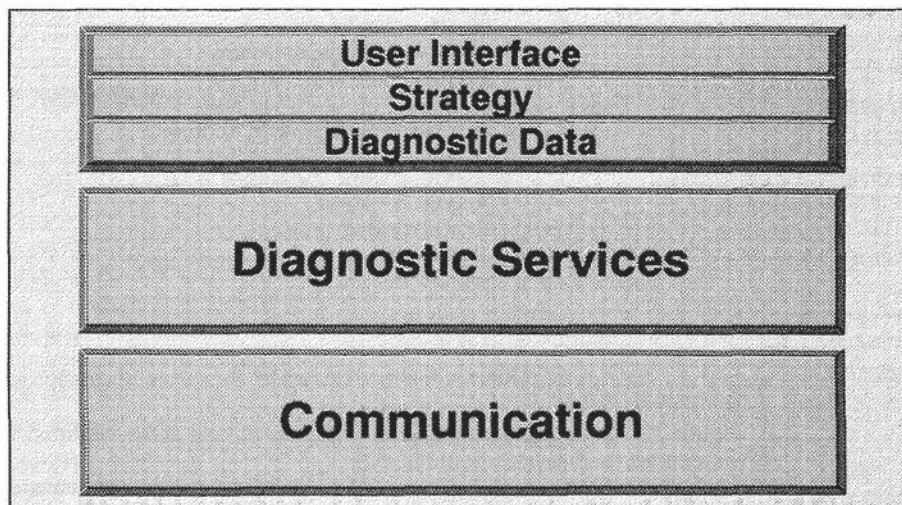 User Interface
Strategy
Diagnostic Data
Diagnostic Services
Communication